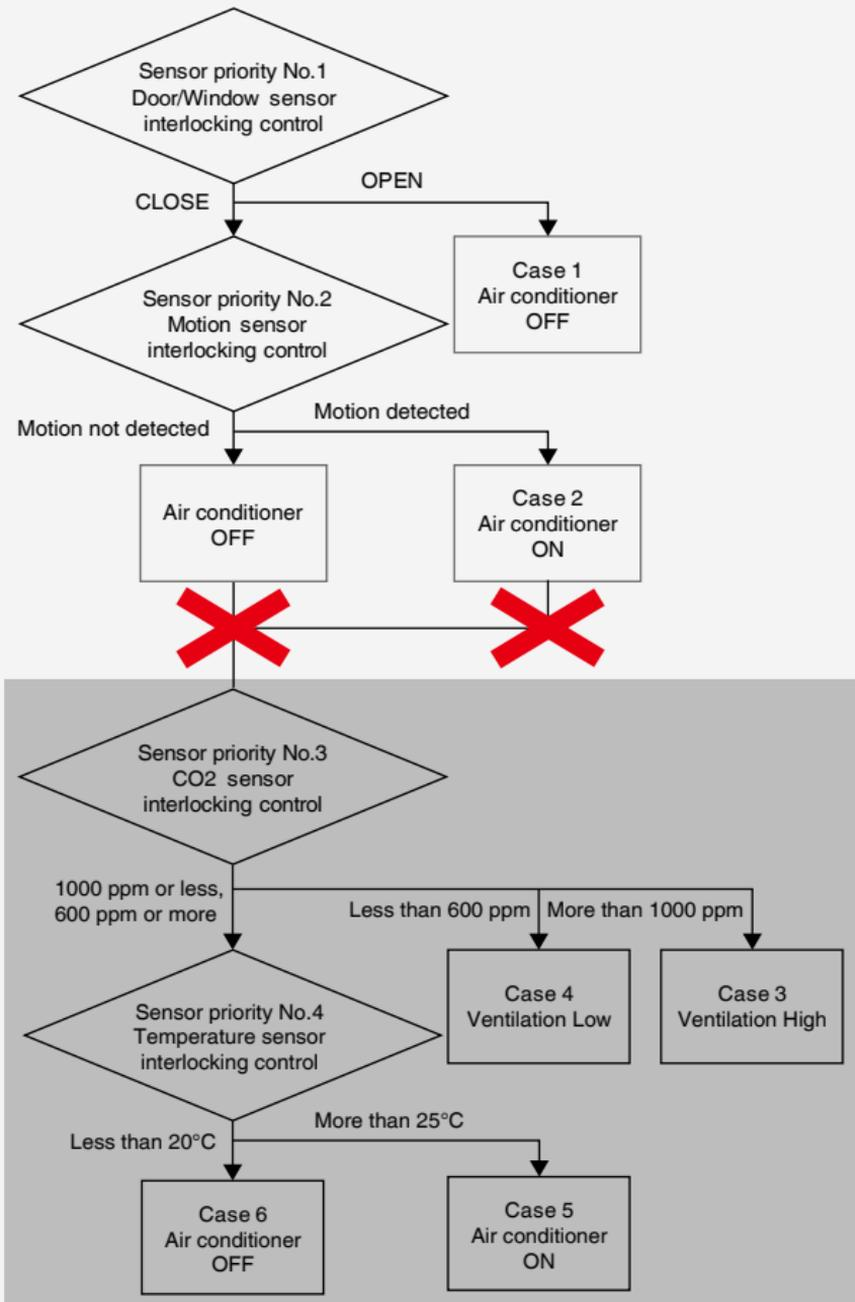 Sensor priority No.1
Door/Window sensor
interlocking control
CLOSE
OPEN
Case 1
Air conditioner
OFF
Sensor priority No.2
Motion sensor
interlocking control
Motion not detected
Motion detected
Air conditioner
OFF
Case 2
Air conditioner
ON
Sensor priority No.3
CO2 sensor
interlocking control
1000 ppm or less,
600 ppm or more
Less than 600 ppm
More than 1000 ppm
Case 4
Ventilation Low
Case 3
Ventilation High
Sensor priority No.4
Temperature sensor
interlocking control
Less than 20°C
More than 25°C
Case 6
Air conditioner
OFF
Case 5
Air conditioner
ON